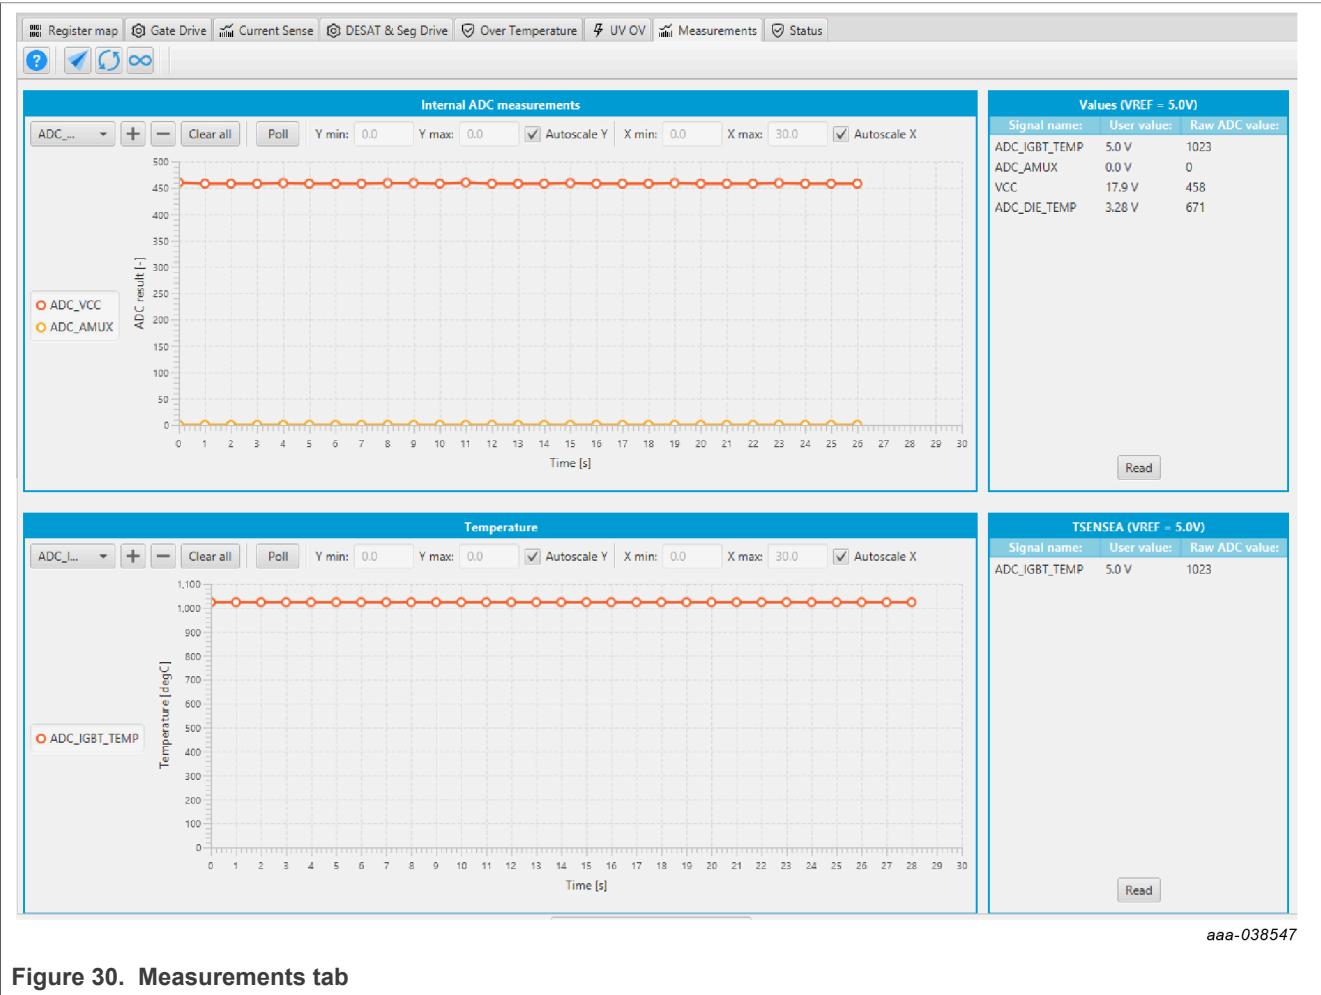 Register map Gate Drive Current Sense DESAT & Seg Drive Over Temperature UV OV Measurements Status
Internal ADC measurements
ADC_... Clear all Poll Y min: 0.0 Y max: 0.0 Autoscale Y X min: 0.0 X max: 30.0 Autoscale X
500
450
400
350
300
250
200
150
100
50
0
ADC result [-]
ADC_VCC
ADC_AMUX
0 1 2 3 4 5 6 7 8 9 10 11 12 13 14 15 16 17 18 19 20 21 22 23 24 25 26 27 28 29 30
Time [s]
Values (VREF = 5.0V)
Signal name: User value: Raw ADC value:
ADC_IGBT_TEMP 5.0 V 1023
ADC_AMUX 0.0 V 0
VCC 17.9 V 458
ADC_DIE_TEMP 3.28 V 671
Read
Temperature
ADC_I... Clear all Poll Y min: 0.0 Y max: 0.0 Autoscale Y X min: 0.0 X max: 30.0 Autoscale X
1,100
1,000
900
800
700
600
500
400
300
200
100
0
Temperature [degC]
ADC_IGBT_TEMP
0 1 2 3 4 5 6 7 8 9 10 11 12 13 14 15 16 17 18 19 20 21 22 23 24 25 26 27 28 29 30
Time [s]
TSENSEA (VREF = 5.0V)
Signal name: User value: Raw ADC value:
ADC_IGBT_TEMP 5.0 V 1023
Read
aaa-038547
Figure 30. Measurements tab